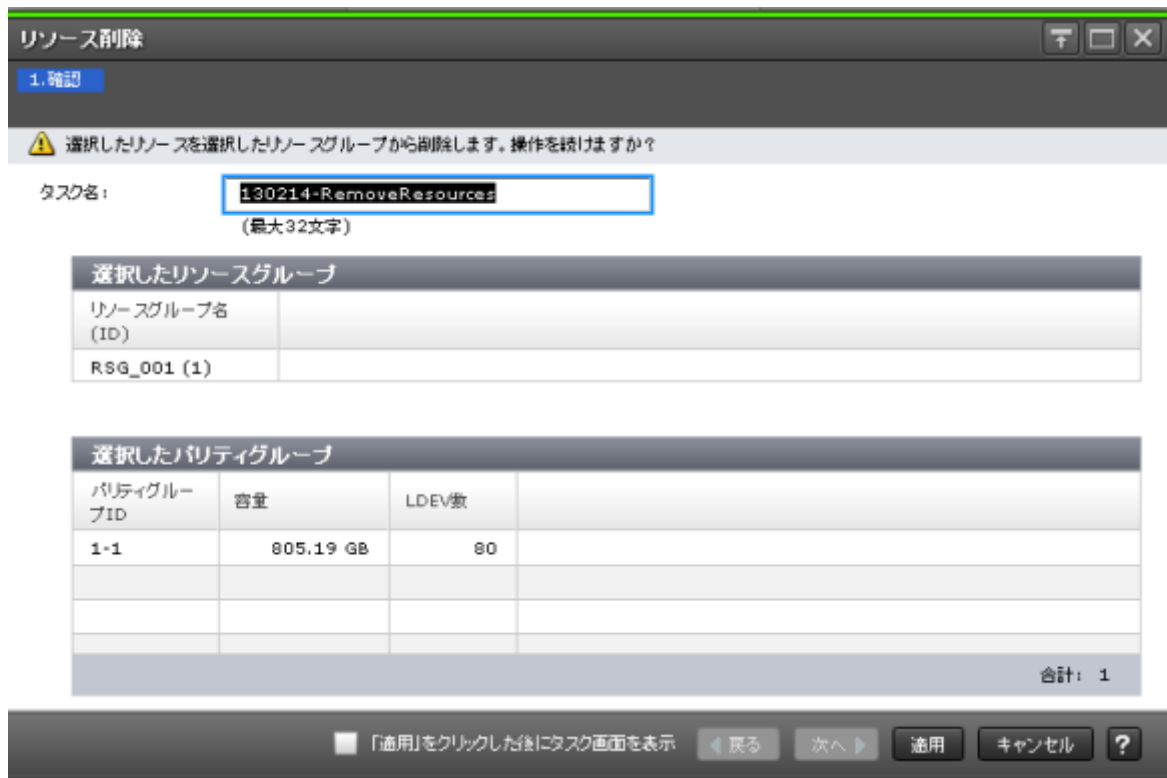 リソース削除
1.確認
選択したリソースを選択したリソースグループから削除します。操作を続けますか?
タスク名: 130214-RemoveResources
(最大32文字)
選択したリソースグループ
リソースグループ名
(ID)
RSG_001 (1)
選択したパリティグループ
パリティグルー
プID 容量 LDEV数
1-1 805.19 GB 80
合計: 1
「適用」をクリックした後にタスク画面を表示 戻る 次へ 適用 キャンセル ?